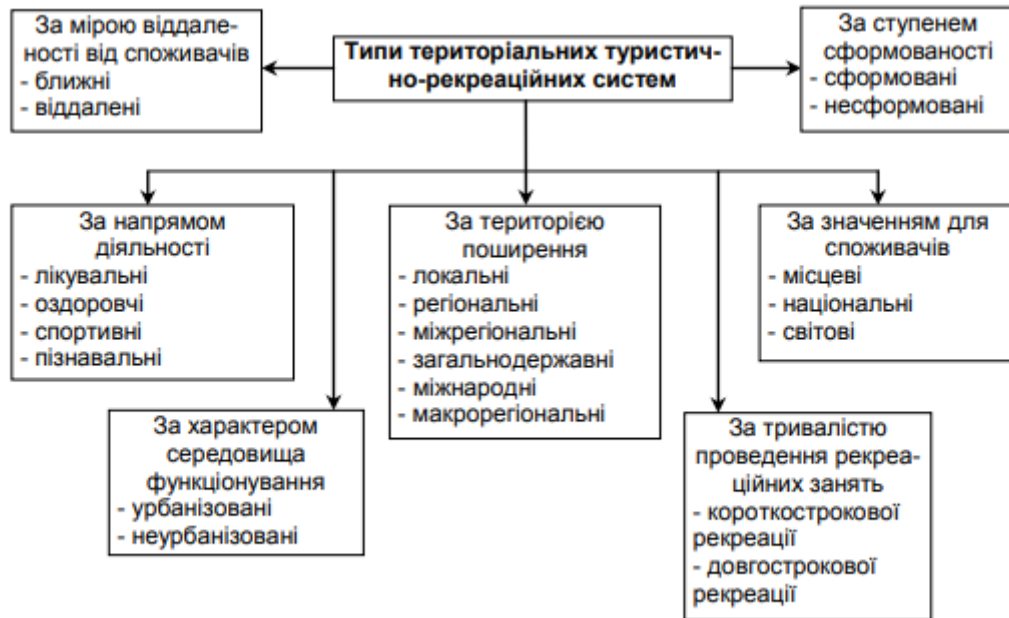 За мірою віддале-
ності від споживачів
- ближні
- віддалені
Типи територіальних туристич-
но-рекреаційних систем
За ступенем
сформованості
- сформовані
- несформовані
За напрямом
діяльності
- лікувальні
- оздоровчі
- спортивні
- пізнавальні
За територією
поширення
- локальні
- регіональні
- міжрегіональні
- загальнодержавні
- міжнародні
- макрорегіональні
За значенням для
споживачів
- місцеві
- національні
- світові
За характером
середовища
функціонування
- урбанізовані
- неурбанізовані
За тривалістю
проведення рекреа-
ційних занять
- короткострокової
рекреації
- довгострокової
рекреації